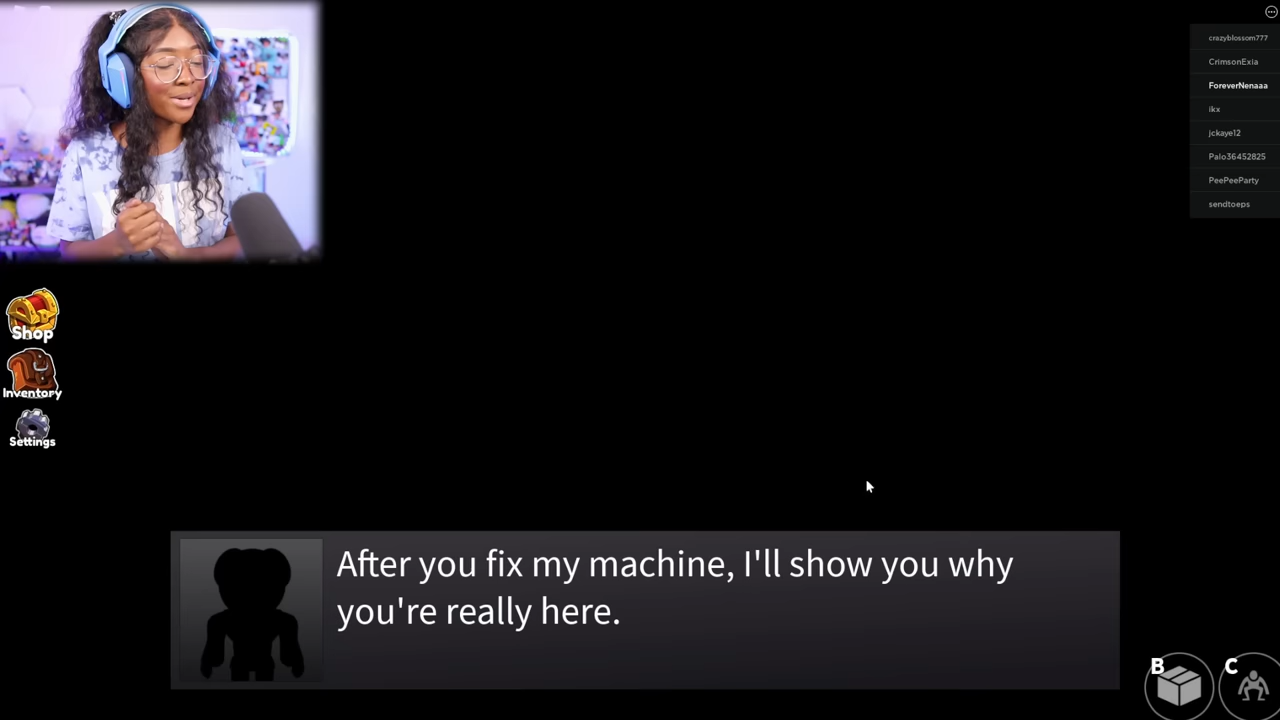 crazyblossom777
CrimsonExia
ForeverNenaaa
ikx
jckaye12
Palo36452825
PeePeeParty
sendtoeps
Shop
Inventory
Settings
After you fix my machine, I'll show you why
you're really here.
B
C